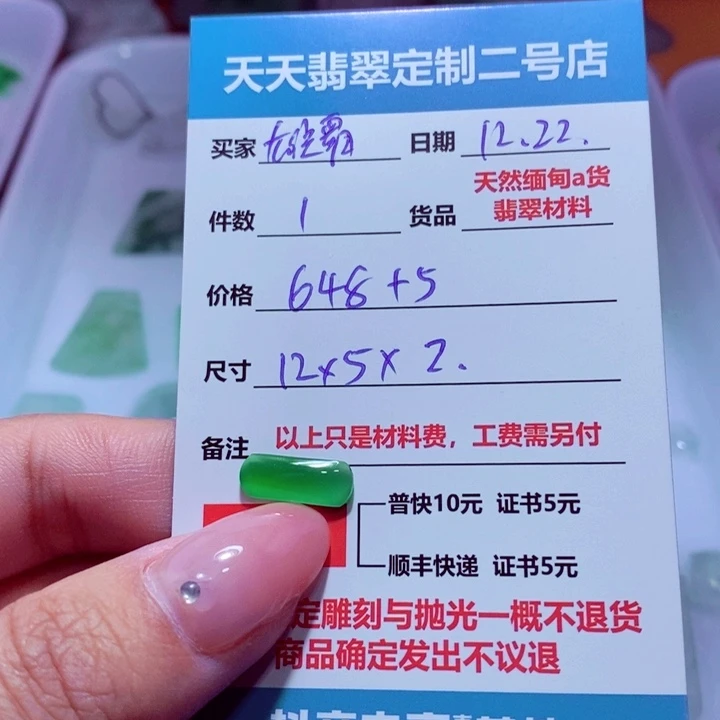 天天翡翠定制二号店
买家 日期 12.22.
件数 1 货品 天然缅甸a货
翡翠材料
价格 648+5
尺寸 12x5x 2.
备注 以上只是材料费，工费需另付
普快10元 证书5元
顺丰快递 证书5元
定雕刻与抛光一概不退货
商品确定发出不议退